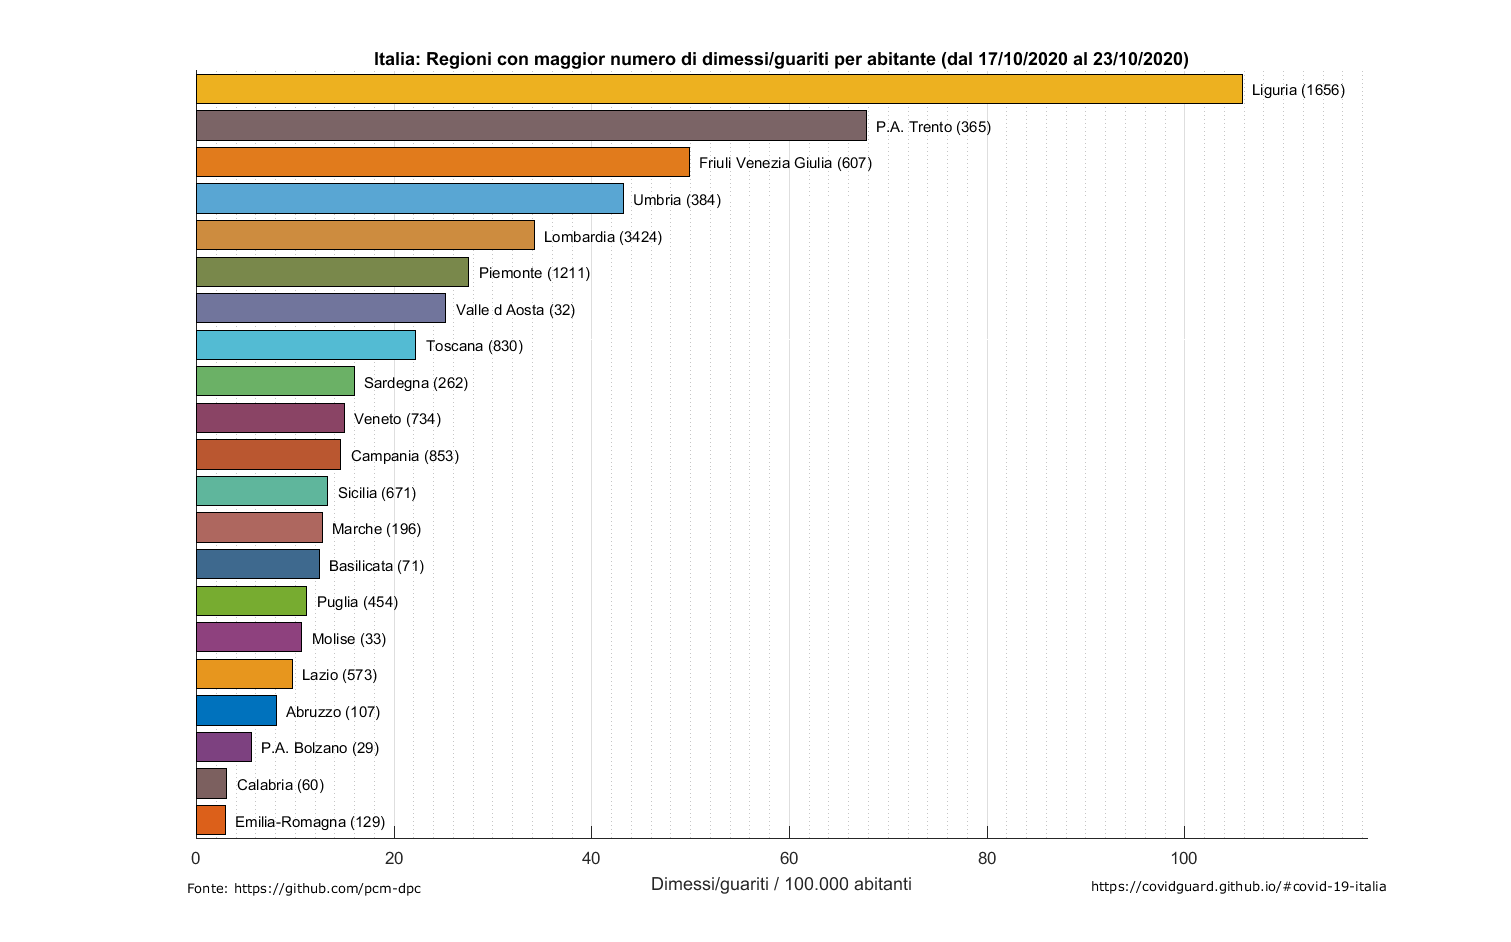 Italia: Regioni con maggior numero di dimessi/guariti per abitante (dal 17/10/2020 al 23/10/2020)
Liguria (1656)
P.A. Trento (365)
Friuli Venezia Giulia (607)
Umbria (384)
Lombardia (3424)
Piemonte (1211)
Valle d Aosta (32)
Toscana (830)
Sardegna (262)
Veneto (734)
Campania (853)
Sicilia (671)
Marche (196)
Basilicata (71)
Puglia (454)
Molise (33)
Lazio (573)
Abruzzo (107)
P.A. Bolzano (29)
Calabria (60)
Emilia-Romagna (129)
0 20 40 60 80 100
Dimessi/guariti / 100.000 abitanti
Fonte: https://github.com/pcm-dpc
https://covidguard.github.io/#covid-19-italia